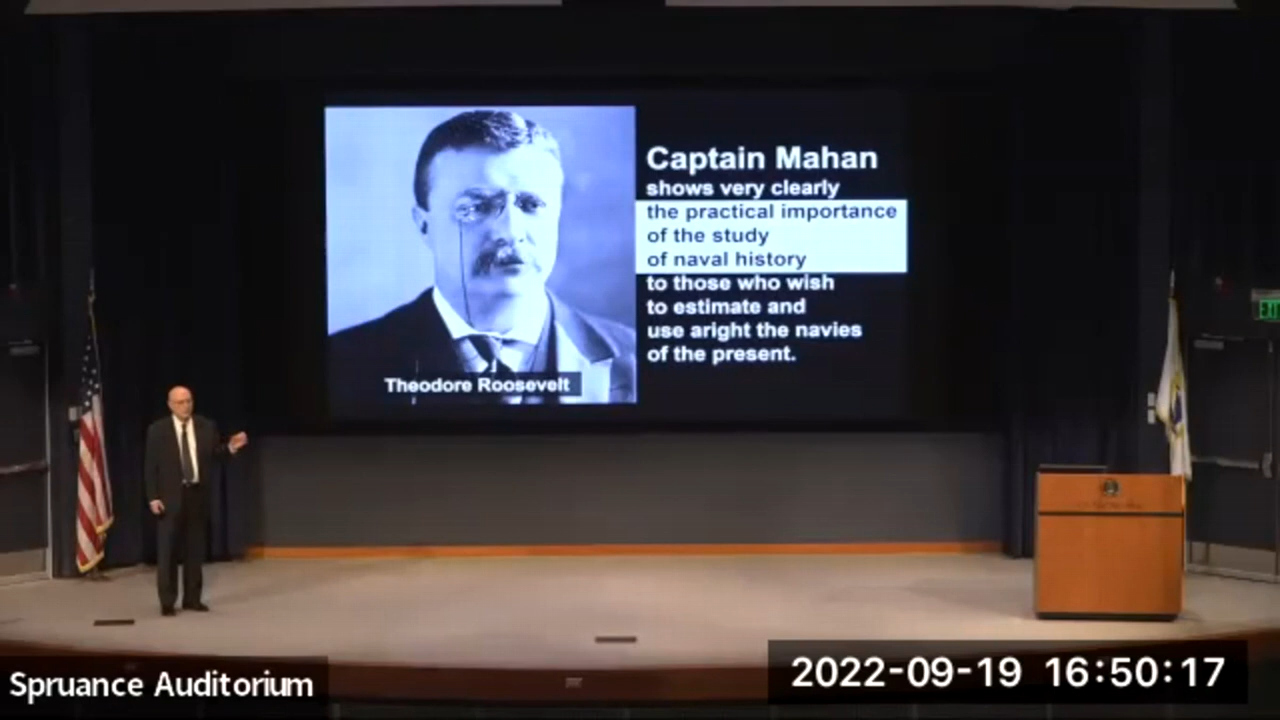 Captain Mahan
shows very clearly
the practical importance
of the study
of naval history
to those who wish
to estimate and
use aright the navies
of the present.
Theodore Roosevelt
EXI
Spruance Auditorium
2022-09-19 16:50:17